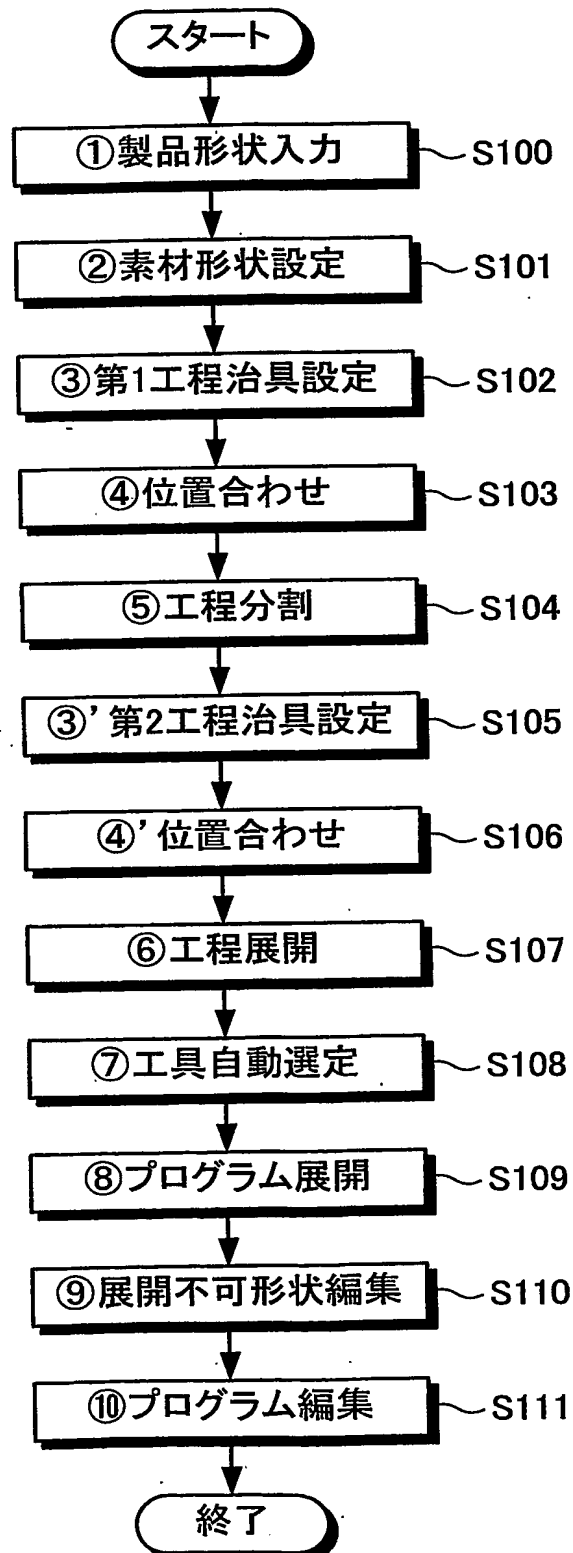 スタート
①製品形状入力 S100
②素材形状設定 S101
③第1工程治具設定 S102
④位置合わせ S103
⑤工程分割 S104
③'第2工程治具設定 S105
④'位置合わせ S106
⑥工程展開 S107
⑦工具自動選定 S108
⑧プログラム展開 S109
⑨展開不可形状編集 S110
⑩プログラム編集 S111
終了